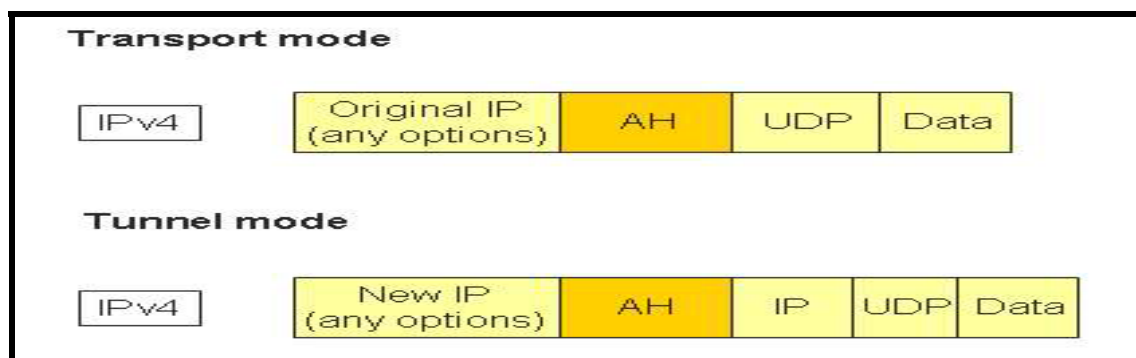 Transport mode
IPv4
Original IP
(any options)
AH
UDP
Data
Tunnel mode
IPv4
New IP
(any options)
AH
IP
UDP
Data